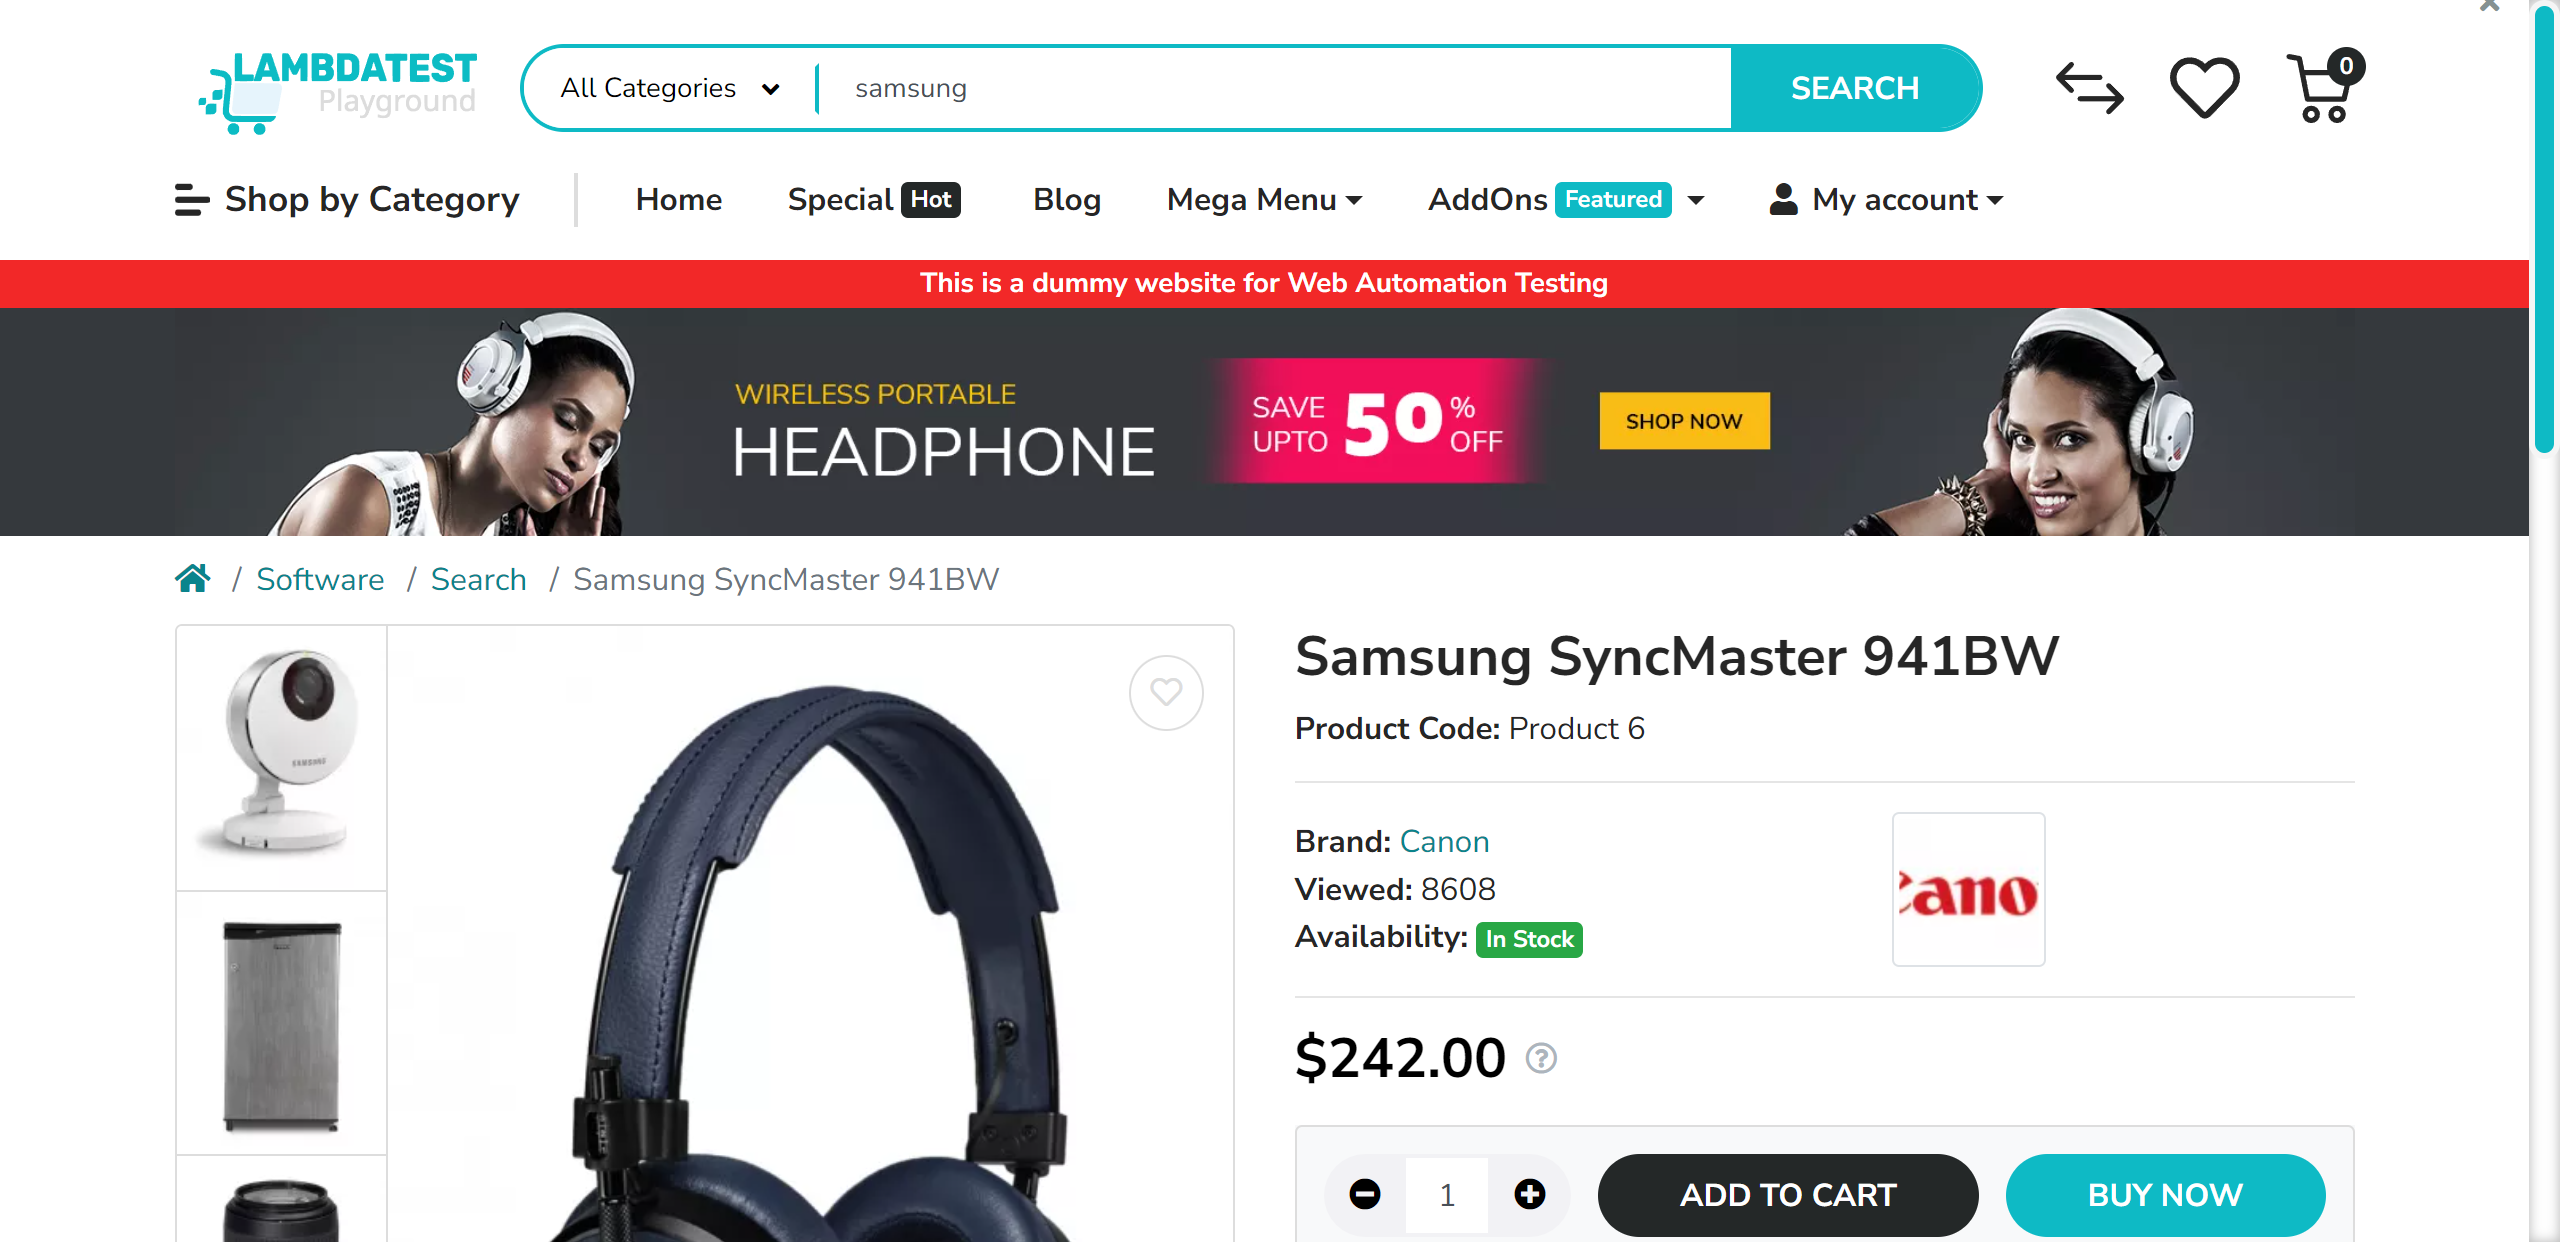 LAMBDATEST
Playground
All Categories
samsung
SEARCH
0
Shop by Category
Home
Special Hot
Blog
Mega Menu
AddOns Featured
My account
This is a dummy website for Web Automation Testing
WIRELESS PORTABLE
HEADPHONE
SAVE UPTO 50% OFF
SHOP NOW
/ Software / Search / Samsung SyncMaster 941BW
SAMSUNG
Samsung SyncMaster 941BW
Product Code: Product 6
Brand: Canon
Viewed: 8608
Availability: In Stock
Cano
$242.00
1
ADD TO CART
BUY NOW